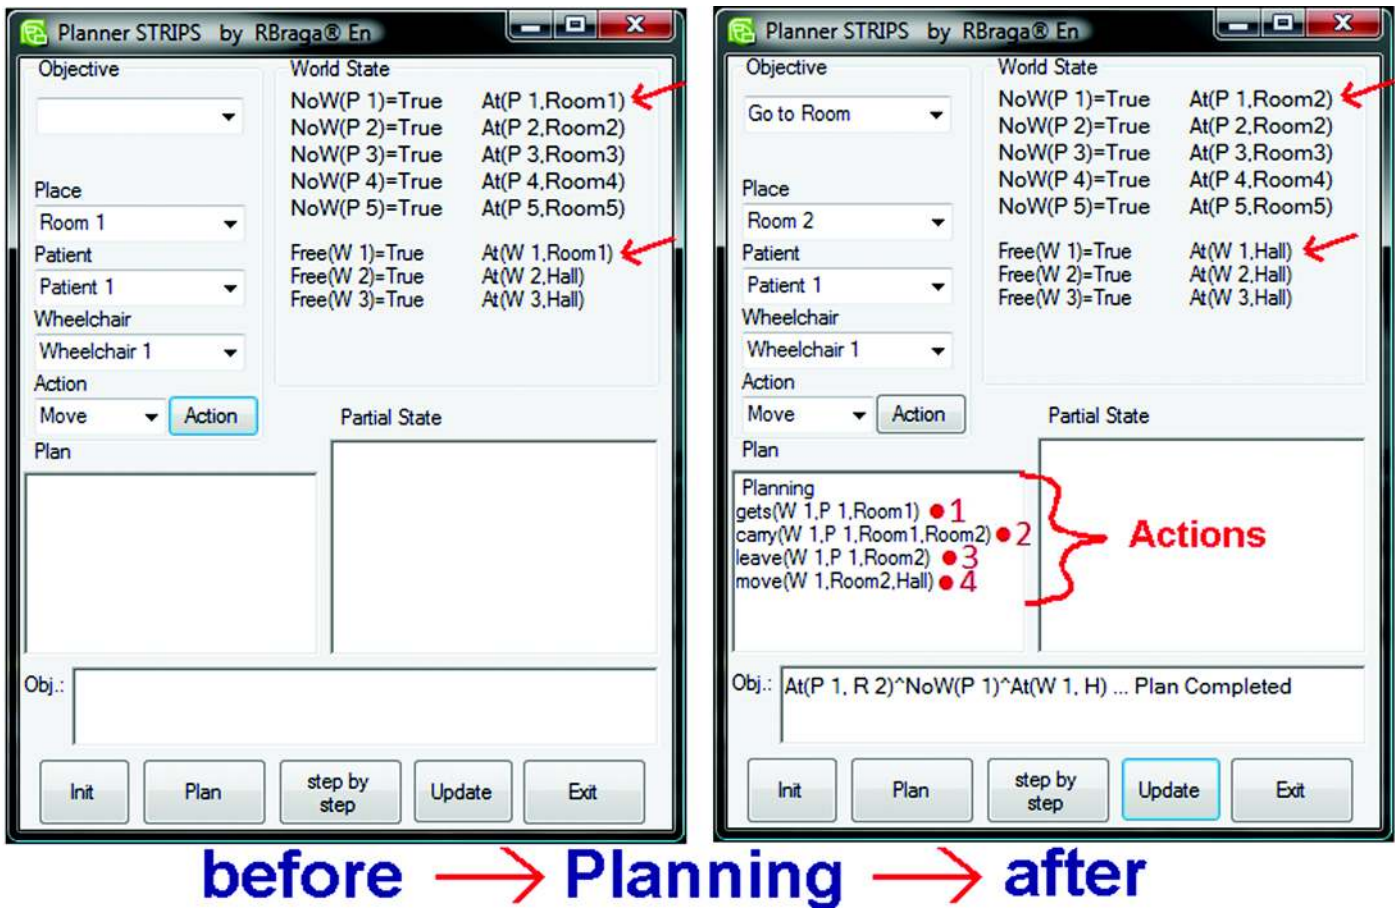 Planner STRIPS by RBraga® En
Objective
World State
NoW(P 1)=True At(P 1,Room1)
NoW(P 2)=True At(P 2,Room2)
NoW(P 3)=True At(P 3,Room3)
NoW(P 4)=True At(P 4,Room4)
NoW(P 5)=True At(P 5,Room5)
Free(W 1)=True At(W 1,Room1)
Free(W 2)=True At(W 2,Hall)
Free(W 3)=True At(W 3,Hall)
Place
Room 1
Patient
Patient 1
Wheelchair
Wheelchair 1
Action
Move Action
Plan
Partial State
Obj.:
Init Plan step by step Update Exit
Planner STRIPS by RBraga® En
Objective
Go to Room
World State
NoW(P 1)=True At(P 1,Room2)
NoW(P 2)=True At(P 2,Room2)
NoW(P 3)=True At(P 3,Room3)
NoW(P 4)=True At(P 4,Room4)
NoW(P 5)=True At(P 5,Room5)
Free(W 1)=True At(W 1,Hall)
Free(W 2)=True At(W 2,Hall)
Free(W 3)=True At(W 3,Hall)
Place
Room 2
Patient
Patient 1
Wheelchair
Wheelchair 1
Action
Move Action
Plan
Planning
gets(W 1,P 1,Room1) 1
carry(W 1,P 1,Room1,Room2) 2
leave(W 1,P 1,Room2) 3
move(W 1,Room2,Hall) 4
Actions
Partial State
Obj.: At(P 1, R 2)^NoW(P 1)^At(W 1, H) ... Plan Completed
Init Plan step by step Update Exit
before → Planning → after